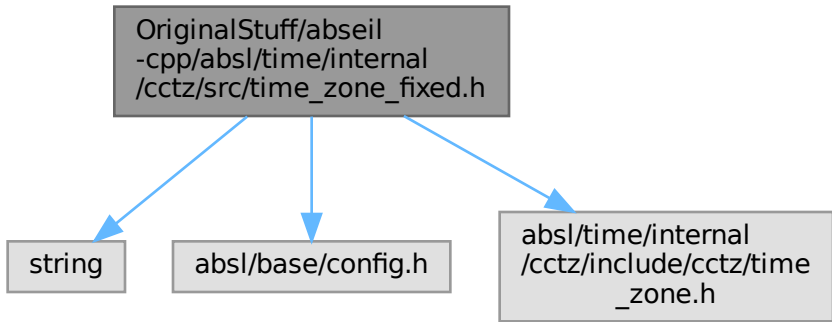 OriginalStuff/abseil
-cpp/absl/time/internal
/cctz/src/time_zone_fixed.h
string
absl/base/config.h
absl/time/internal
/cctz/include/cctz/time
_zone.h